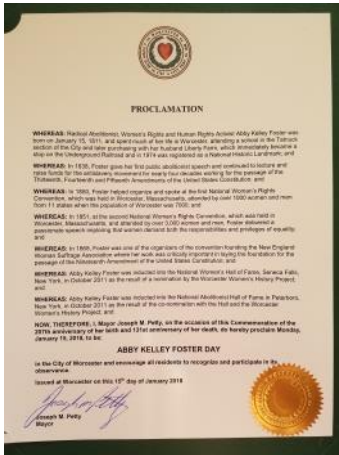 PROCLAMATION
WHEREAS: Radical Abolitionist, Women's Rights and Human Rights Activist Abby Kelley Foster was
born on January 15, 1811, and spent much of her life in Worcester, attending a school in the Tatnuck
section of the City and later purchasing with her husband Liberty Farm, which immediately became a
stop on the Underground Railroad and in 1974 was registered as a National Historic Landmark; and
WHEREAS: In 1838, Foster gave her first public abolitionist speech and continued to lecture and
raise funds for the antislavery movement for nearly four decades working for the passage of the
Thirteenth, Fourteenth and Fifteenth Amendments of the United States Constitution; and
WHEREAS: In 1850, Foster helped organize and spoke at the first National Women's Rights
Convention, which was held in Worcester, Massachusetts, attended by over 1000 women and men
from 11 states when the population of Worcester was 7500; and
WHEREAS: In 1851, at the second National Women's Rights Convention, which was held in
Worcester, Massachusetts, and attended by over 3,000 women and men, Foster delivered a
passionate speech imploring that women demand both the responsibilities and privileges of equality;
and
WHEREAS: In 1868, Foster was one of the organizers of the convention founding the New England
Woman Suffrage Association where her work was critically important in laying the foundation for the
passage of the Nineteenth Amendment of the United States Constitution; and
WHEREAS: Abby Kelley Foster was inducted into the National Women's Hall of Fame, Seneca Falls,
New York, in October 2011 as the result of a nomination by the Worcester Women's History Project;
and
WHEREAS: Abby Kelley Foster was inducted into the National Abolitionist Hall of Fame in Peterboro,
New York, in October 2011 as the result of the co-nomination with the Hall and the Worcester
Women's History Project; and
NOW, THEREFORE, I, Mayor Joseph M. Petty, on the occasion of this Commemoration of the
207th anniversary of her birth and 131st anniversary of her death, do hereby proclaim Monday,
January 15, 2018, to be:
ABBY KELLEY FOSTER DAY
in the City of Worcester and encourage all residents to recognize and participate in its
observance.
Issued at Worcester on this 15th day of January 2018
Joseph M. Petty
Joseph M. Petty
Mayor